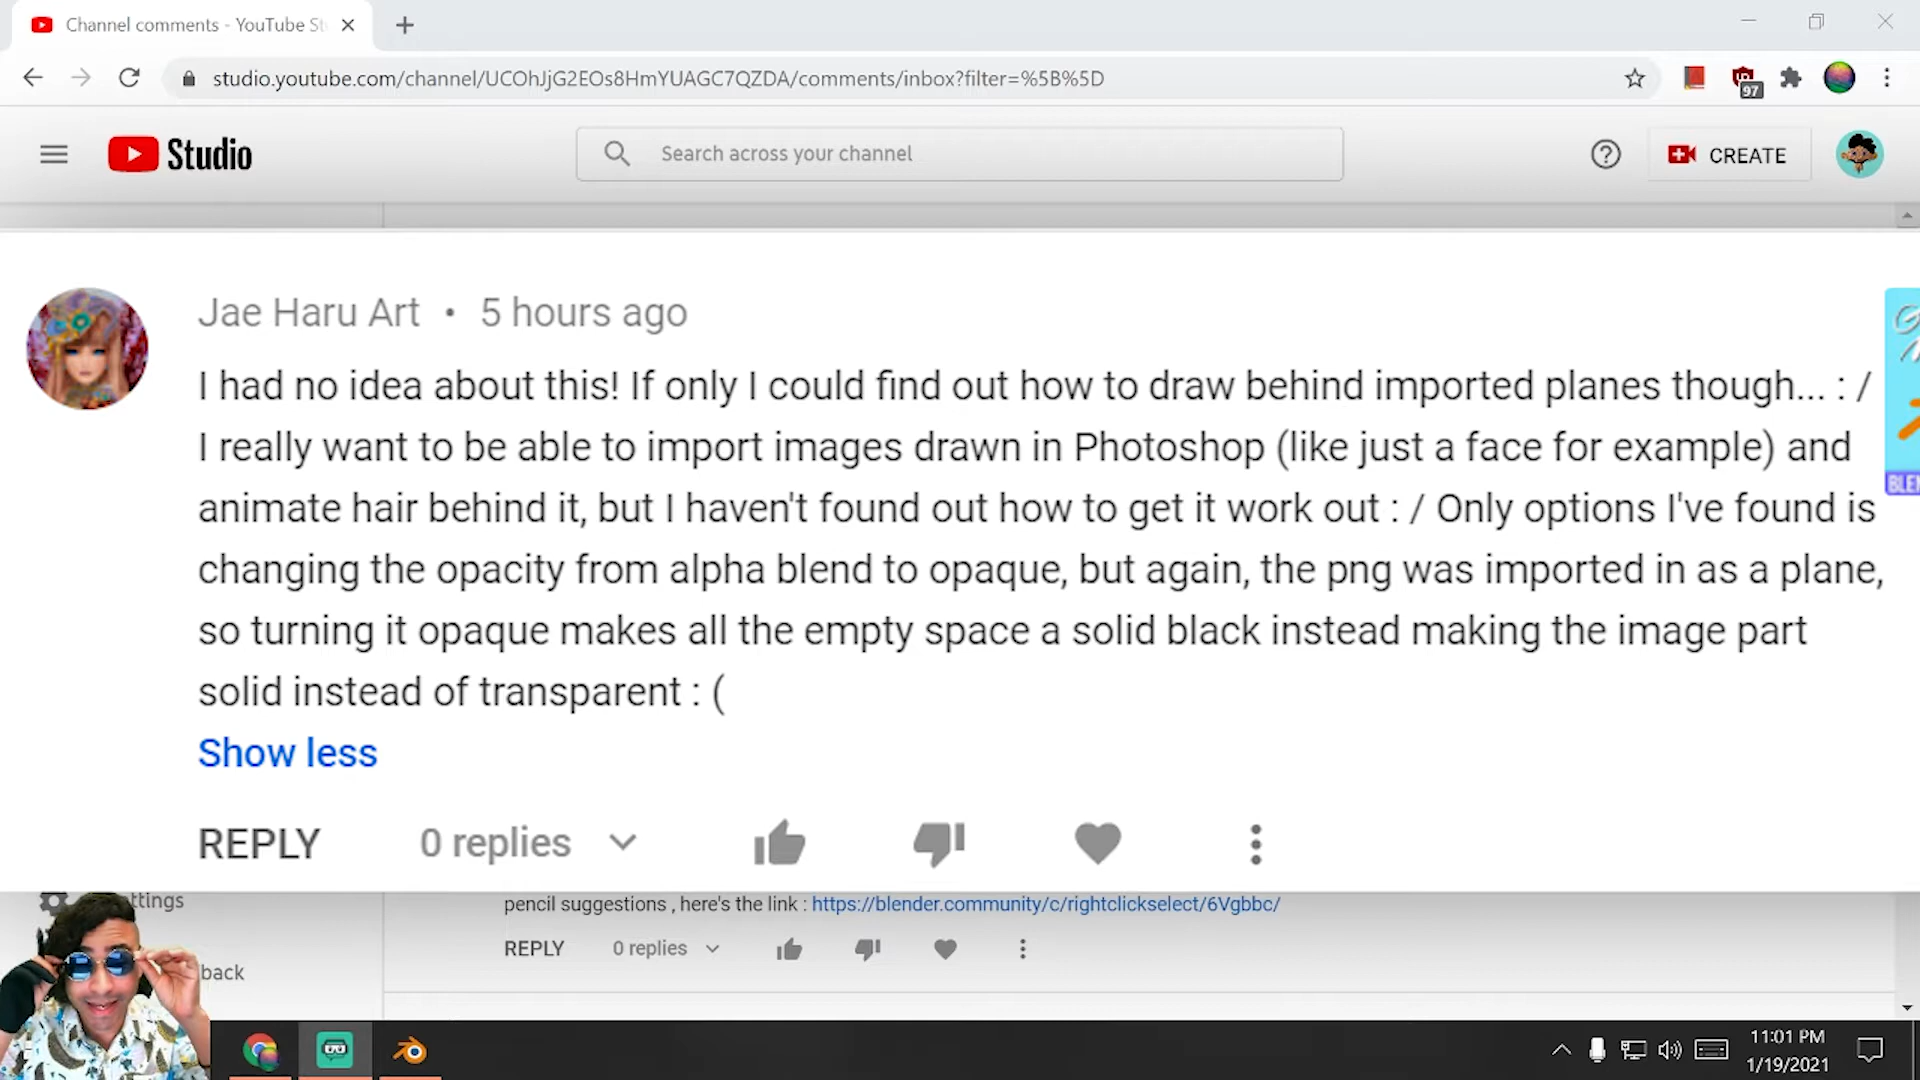 Channel comments - YouTube St
studio.youtube.com/channel/UCOhJjG2EOs8HmYUAGC7QZDA/comments/inbox?filter=%5B%5D
97
Studio
Search across your channel
CREATE
Jae Haru Art • 5 hours ago
I had no idea about this! If only I could find out how to draw behind imported planes though... : /
I really want to be able to import images drawn in Photoshop (like just a face for example) and
animate hair behind it, but I haven't found out how to get it work out : / Only options I've found is
changing the opacity from alpha blend to opaque, but again, the png was imported in as a plane,
so turning it opaque makes all the empty space a solid black instead making the image part
solid instead of transparent : (
Show less
BLEN
REPLY 0 replies
ttings
pencil suggestions , here's the link : https://blender.community/c/rightclickselect/6Vgbbc/
REPLY 0 replies
back
11:01 PM
1/19/2021